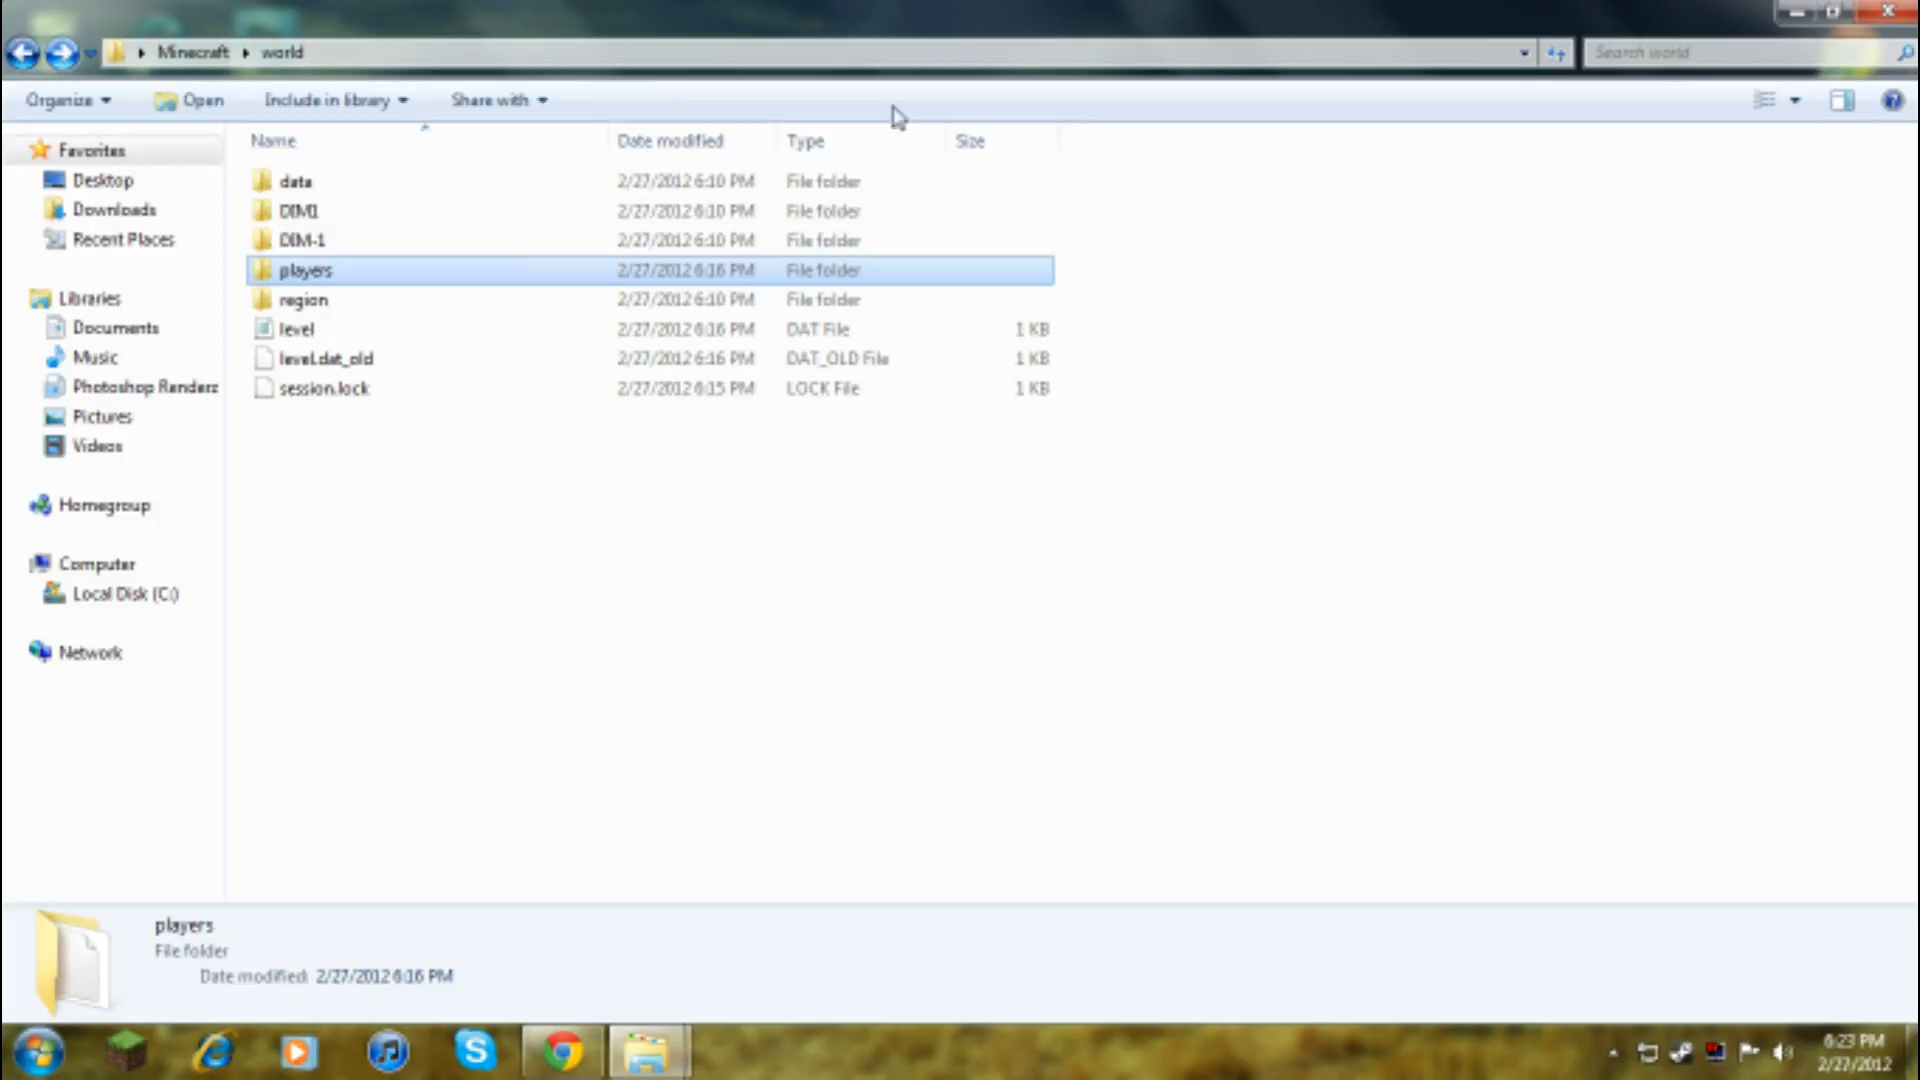 Minecraft world
Search world
Organize Open Include in library Share with
Name Date modified Type Size
Favorites
Desktop
Downloads
Recent Places
Libraries
Documents
Music
Photoshop Renders
Pictures
Videos
Homegroup
Computer
Local Disk (C:)
Network
data 2/27/2012 6:10 PM File folder
DIM1 2/27/2012 6:10 PM File folder
DIM-1 2/27/2012 6:10 PM File folder
players 2/27/2012 6:16 PM File folder
region 2/27/2012 6:10 PM File folder
level 2/27/2012 6:16 PM DAT File 1 KB
level.dat_old 2/27/2012 6:16 PM DAT_OLD File 1 KB
session.lock 2/27/2012 6:15 PM LOCK File 1 KB
players
File folder
Date modified: 2/27/2012 6:16 PM
6:23 PM
2/27/2012